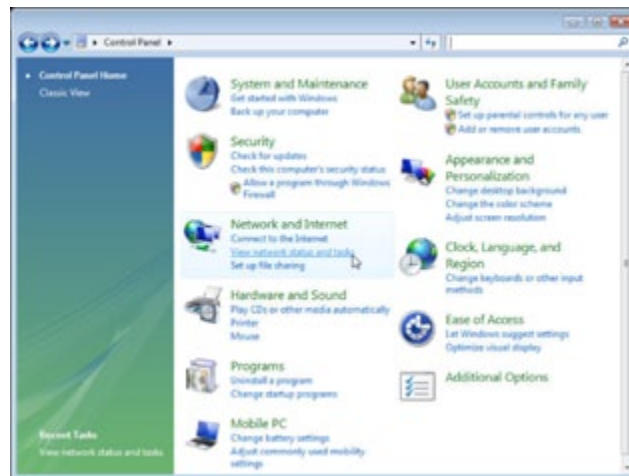 Control Panel
Control Panel Home
Classic View
System and Maintenance
Get started with Windows
Back up your computer
Security
Check for updates
Check this computer's security status
Allow a program through Windows
Firewall
Network and Internet
Connect to the Internet
View network status and tasks
Set up file sharing
Hardware and Sound
Play CDs or other media automatically
Printer
Mouse
Programs
Uninstall a program
Change startup programs
Mobile PC
Change battery settings
Adjust commonly used mobility
settings
User Accounts and Family
Safety
Set up parental controls for any user
Add or remove user accounts
Appearance and
Personalization
Change desktop background
Change the color scheme
Adjust screen resolution
Clock, Language, and
Region
Change keyboards or other input
methods
Ease of Access
Let Windows suggest settings
Optimize visual display
Additional Options
Recent Tasks
View network status and tasks